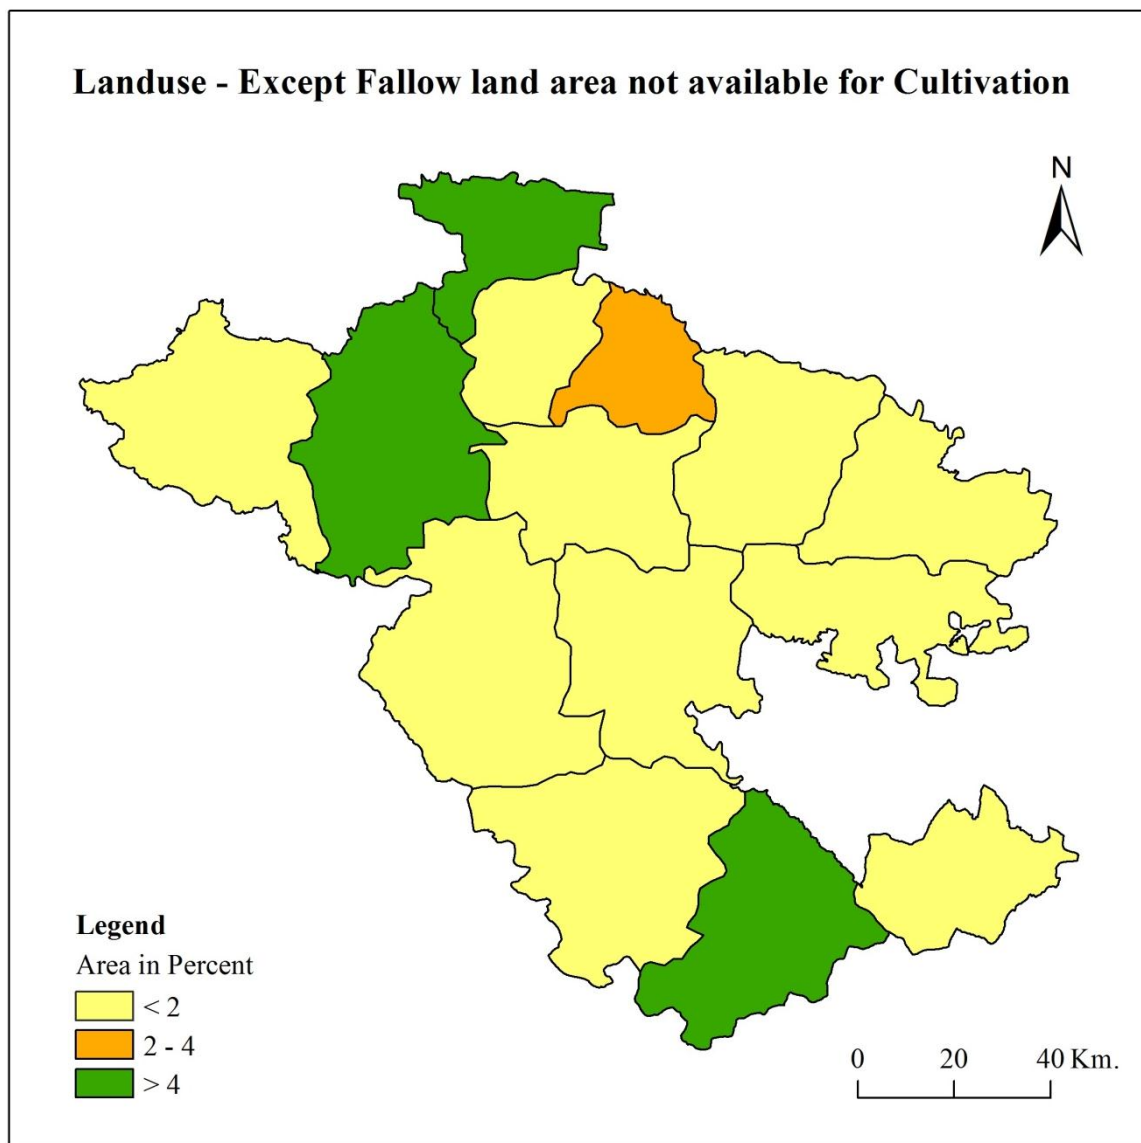 Landuse - Except Fallow land area not available for Cultivation
N
Legend
Area in Percent
< 2
2 - 4
> 4
0 20 40 Km.